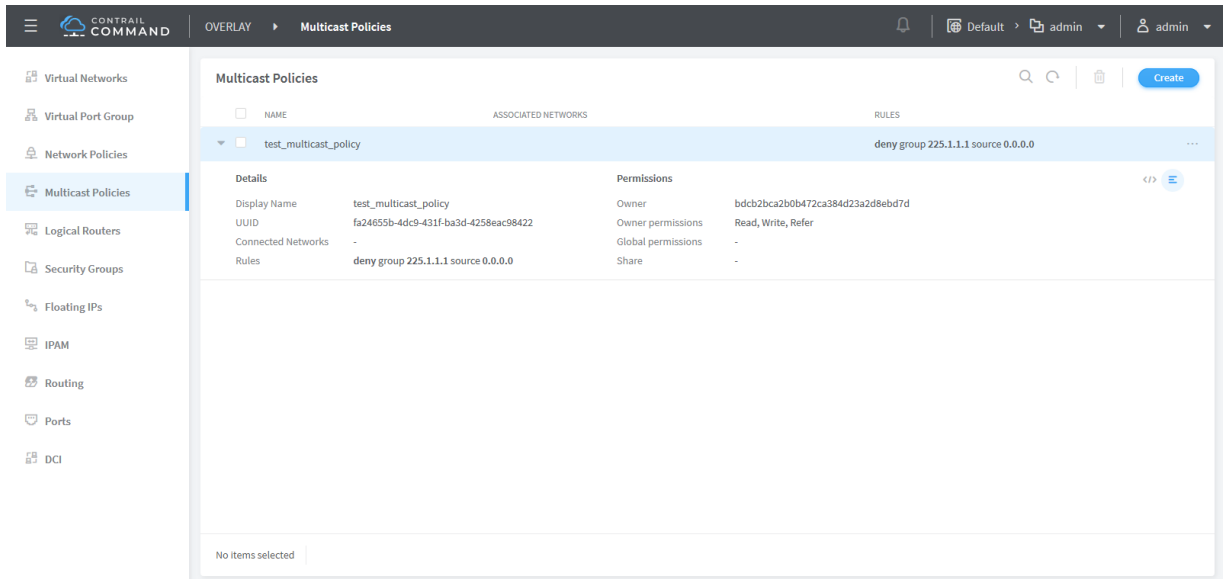 CONTRAIL
COMMAND
OVERLAY Multicast Policies
Default admin admin
Virtual Networks
Virtual Port Group
Network Policies
Multicast Policies
Logical Routers
Security Groups
Floating IPs
IPAM
Routing
Ports
DCI
Multicast Policies
Create
NAME ASSOCIATED NETWORKS RULES
test_multicast_policy deny group 225.1.1.1 source 0.0.0.0 ...
Details Permissions </>
Display Name test_multicast_policy Owner bdcb2bca2b0b472ca384d23a2d8ebd7d
UUID fa24655b-4dc9-431f-ba3d-4258eac98422 Owner permissions Read, Write, Refer
Connected Networks - Global permissions -
Rules deny group 225.1.1.1 source 0.0.0.0 Share -
No items selected